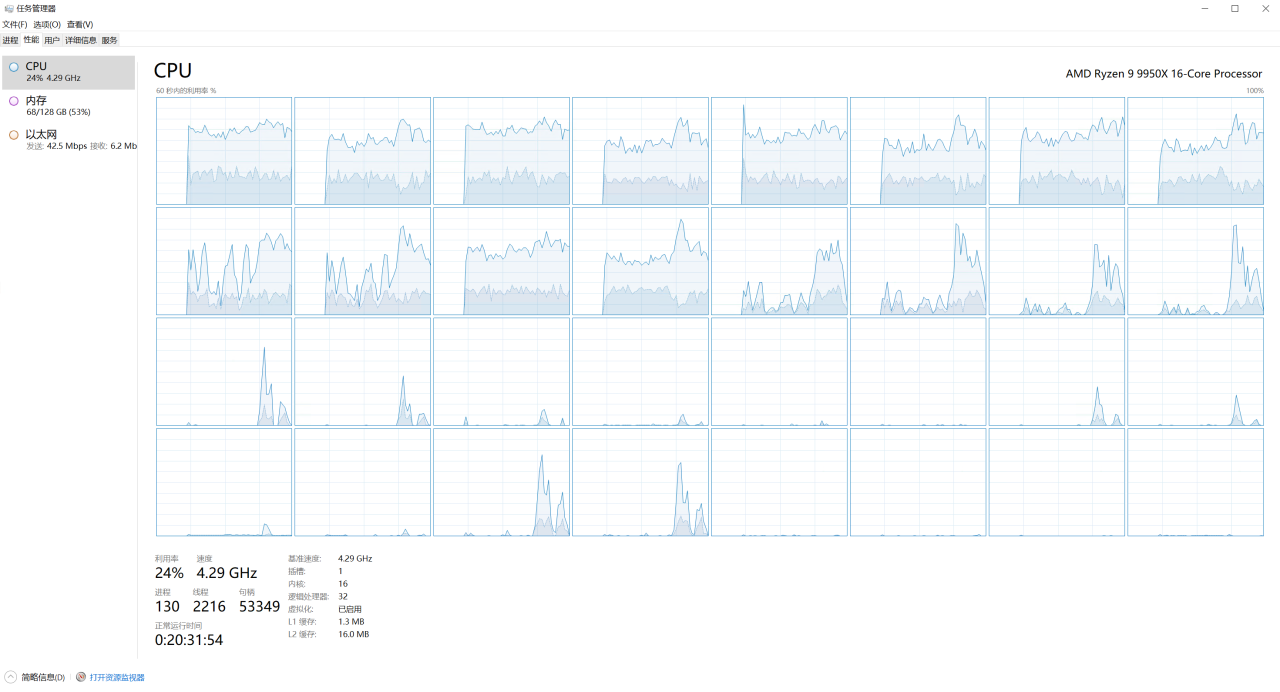 任务管理器
文件(F) 选项(O) 查看(V)
进程 性能 用户 详细信息 服务
CPU
24% 4.29 GHz
内存
68/128 GB (53%)
以太网
发送: 42.5 Mbps 接收: 6.2 Mb
CPU
AMD Ryzen 9 9950X 16-Core Processor
60 秒内的利用率 %
100%
利用率 速度
24% 4.29 GHz
进程 线程 句柄
130 2216 53349
正常运行时间
0:20:31:54
基准速度: 4.29 GHz
插槽: 1
内核: 16
逻辑处理器: 32
虚拟化: 已启用
L1 缓存: 1.3 MB
L2 缓存: 16.0 MB
简略信息(D) 打开资源监视器